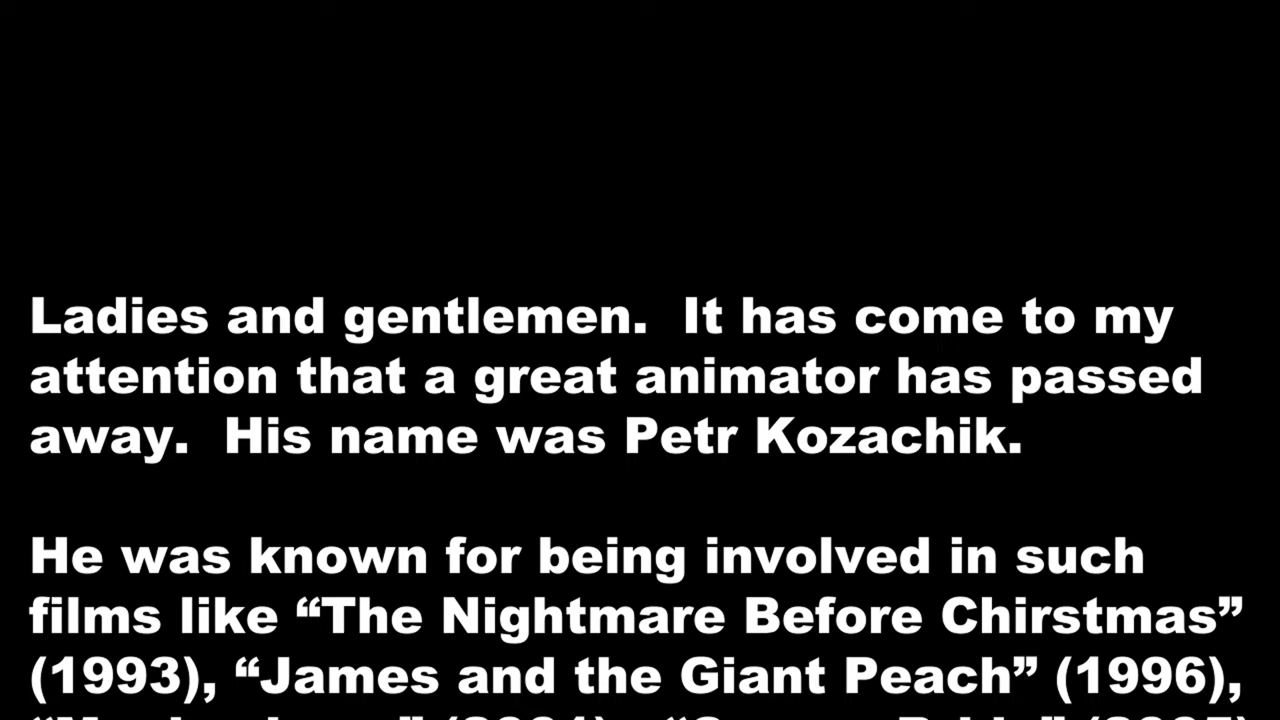 Ladies and gentlemen.  It has come to my
attention that a great animator has passed
away.  His name was Petr Kozachik.
He was known for being involved in such
films like “The Nightmare Before Chirstmas”
(1993), “James and the Giant Peach” (1996),